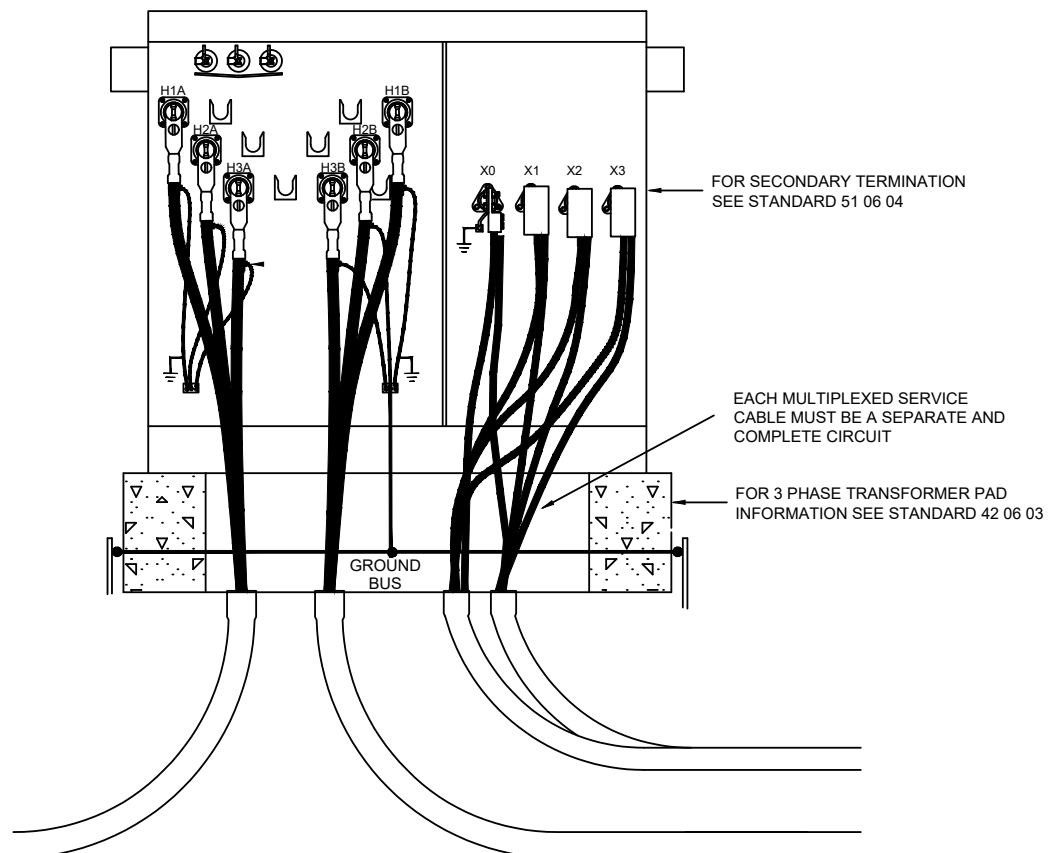 H1A
H1B
H2A
H2B
H3A
H3B
X0
X1
X2
X3
FOR SECONDARY TERMINATION
SEE STANDARD 51 06 04
EACH MULTIPLEXED SERVICE
CABLE MUST BE A SEPARATE AND
COMPLETE CIRCUIT
FOR 3 PHASE TRANSFORMER PAD
INFORMATION SEE STANDARD 42 06 03
GROUND
BUS